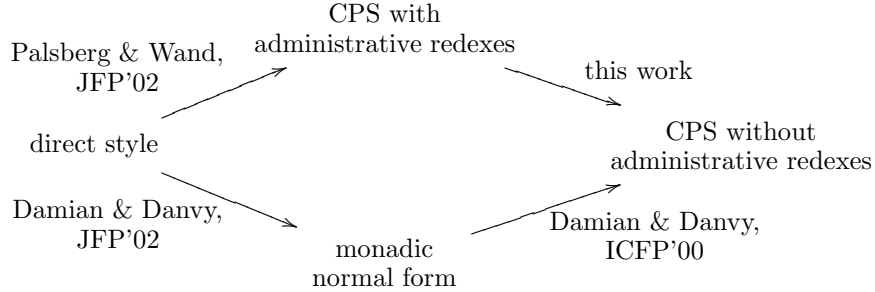 CPS with
administrative redexes
Palsberg & Wand,
JFP'02
this work
direct style
CPS without
administrative redexes
Damian & Danvy,
JFP'02
Damian & Danvy,
ICFP'00
monadic
normal form